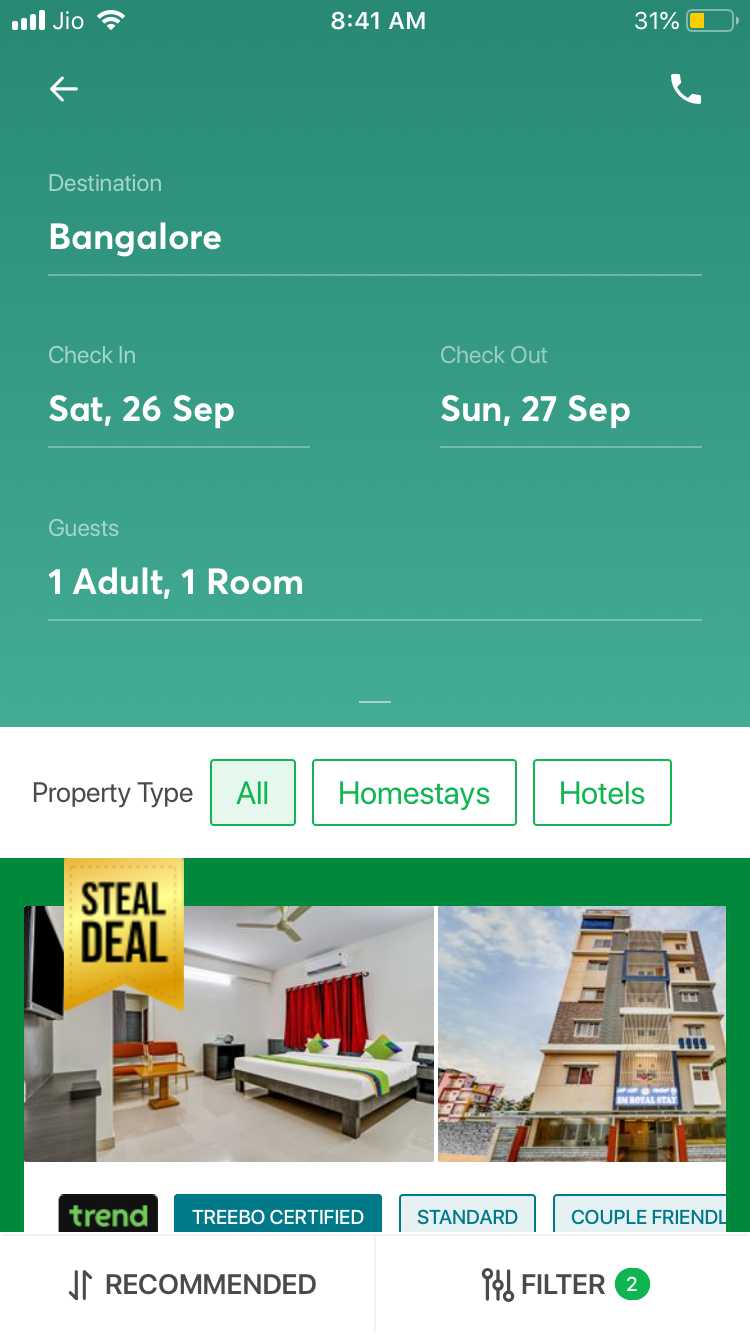 Jio 8:41 AM 31%
Destination
Bangalore
Check In Check Out
Sat, 26 Sep Sun, 27 Sep
Guests
1 Adult, 1 Room
Property Type All Homestays Hotels
STEAL
DEAL
SM ROYAL STAY
trend TREEBO CERTIFIED STANDARD COUPLE FRIENDL
RECOMMENDED FILTER 2